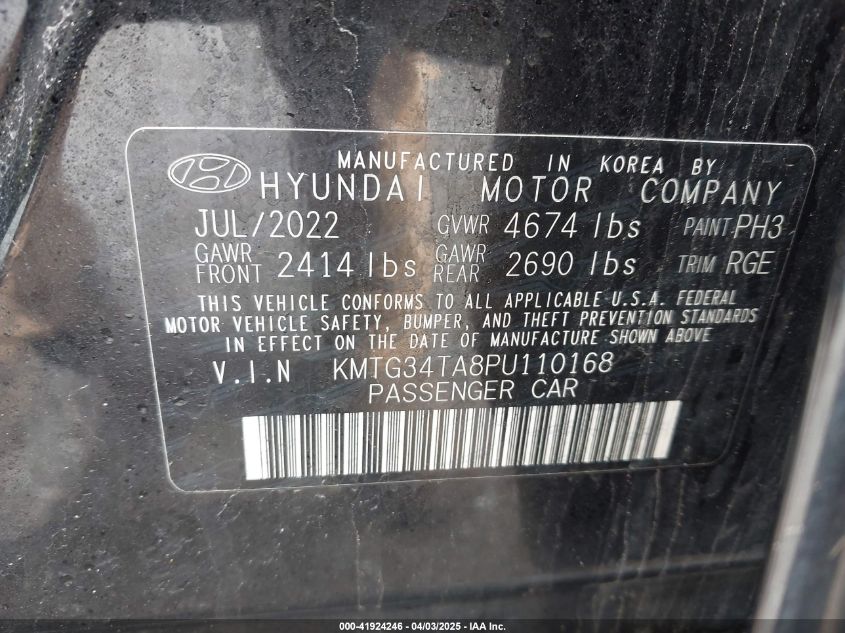 MANUFACTURED IN KOREA BY
HYUNDAI MOTOR COMPANY
JUL/2022 GVWR 4674 lbs PAINT:PH3
GAWR FRONT 2414 lbs GAWR REAR 2690 lbs TRIM RGE
THIS VEHICLE CONFORMS TO ALL APPLICABLE U.S.A. FEDERAL
MOTOR VEHICLE SAFETY, BUMPER, AND THEFT PREVENTION STANDARDS
IN EFFECT ON THE DATE OF MANUFACTURE SHOWN ABOVE
V.I.N KMTG34TA8PU110168
PASSENGER CAR
000-41924246 - 04/03/2025 - IAA Inc.